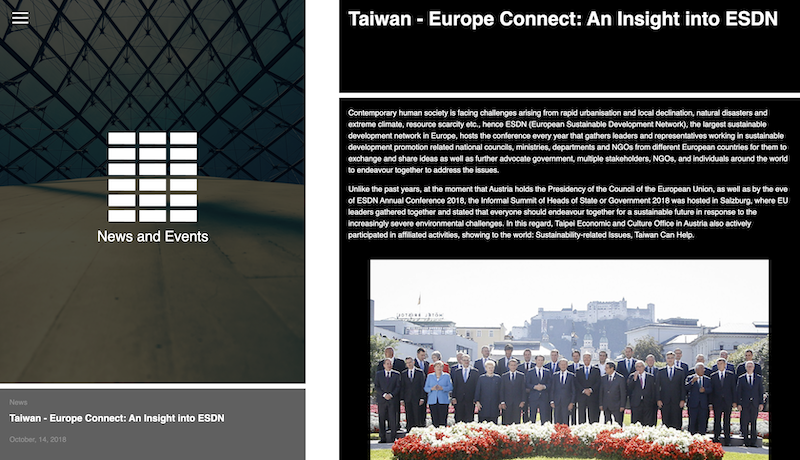 News and Events
News
Taiwan - Europe Connect: An Insight into ESDN
October, 14, 2018
Taiwan - Europe Connect: An Insight into ESDN
Contemporary human society is facing challenges arising from rapid urbanisation and local declination, natural disasters and
extreme climate, resource scarcity etc., hence ESDN (European Sustainable Development Network), the largest sustainable
development network in Europe, hosts the conference every year that gathers leaders and representatives working in sustainable
development promotion related national councils, ministries, departments and NGOs from different European countries for them to
exchange and share ideas as well as further advocate government, multiple stakeholders, NGOs, and individuals around the world
to endeavour together to address the issues.
Unlike the past years, at the moment that Austria holds the Presidency of the Council of the European Union, as well as by the eve
of ESDN Annual Conference 2018, the Informal Summit of Heads of State or Government 2018 was hosted in Salzburg, where EU
leaders gathered together and stated that everyone should endeavour together for a sustainable future in response to the
increasingly severe environmental challenges. In this regard, Taipei Economic and Culture Office in Austria also actively
participated in affiliated activities, showing to the world: Sustainability-related Issues, Taiwan Can Help.